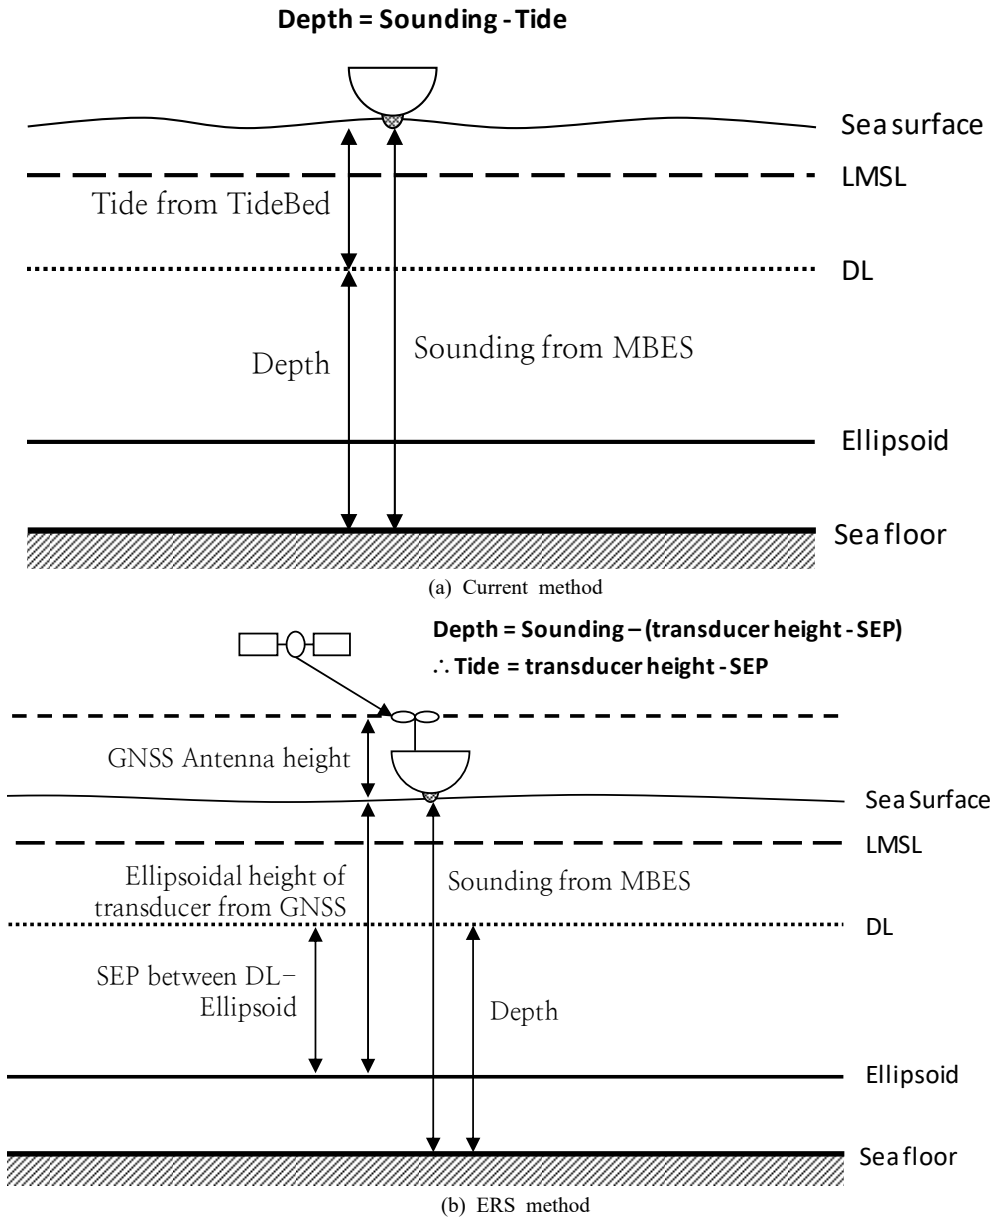 Depth = Sounding - Tide
Sea surface
LMSL
Tide from TideBed
DL
Sounding from MBES
Depth
Ellipsoid
Sea floor
(a) Current method
Depth = Sounding – (transducer height - SEP)
∴ Tide = transducer height - SEP
GNSS Antenna height
Sea Surface
LMSL
Ellipsoidal height of
transducer from GNSS
Sounding from MBES
DL
SEP between DL-
Ellipsoid
Depth
Ellipsoid
Sea floor
(b) ERS method